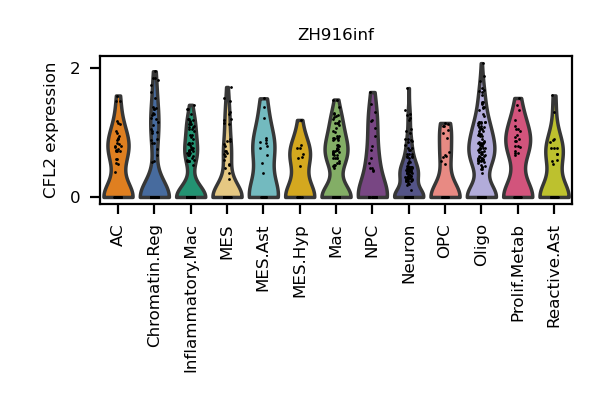 ZH916inf
CFL2 expression
2
0
AC
Chromatin.Reg
Inflammatory.Mac
MES
MES.Ast
MES.Hyp
Mac
NPC
Neuron
OPC
Oligo
Prolif.Metab
Reactive.Ast